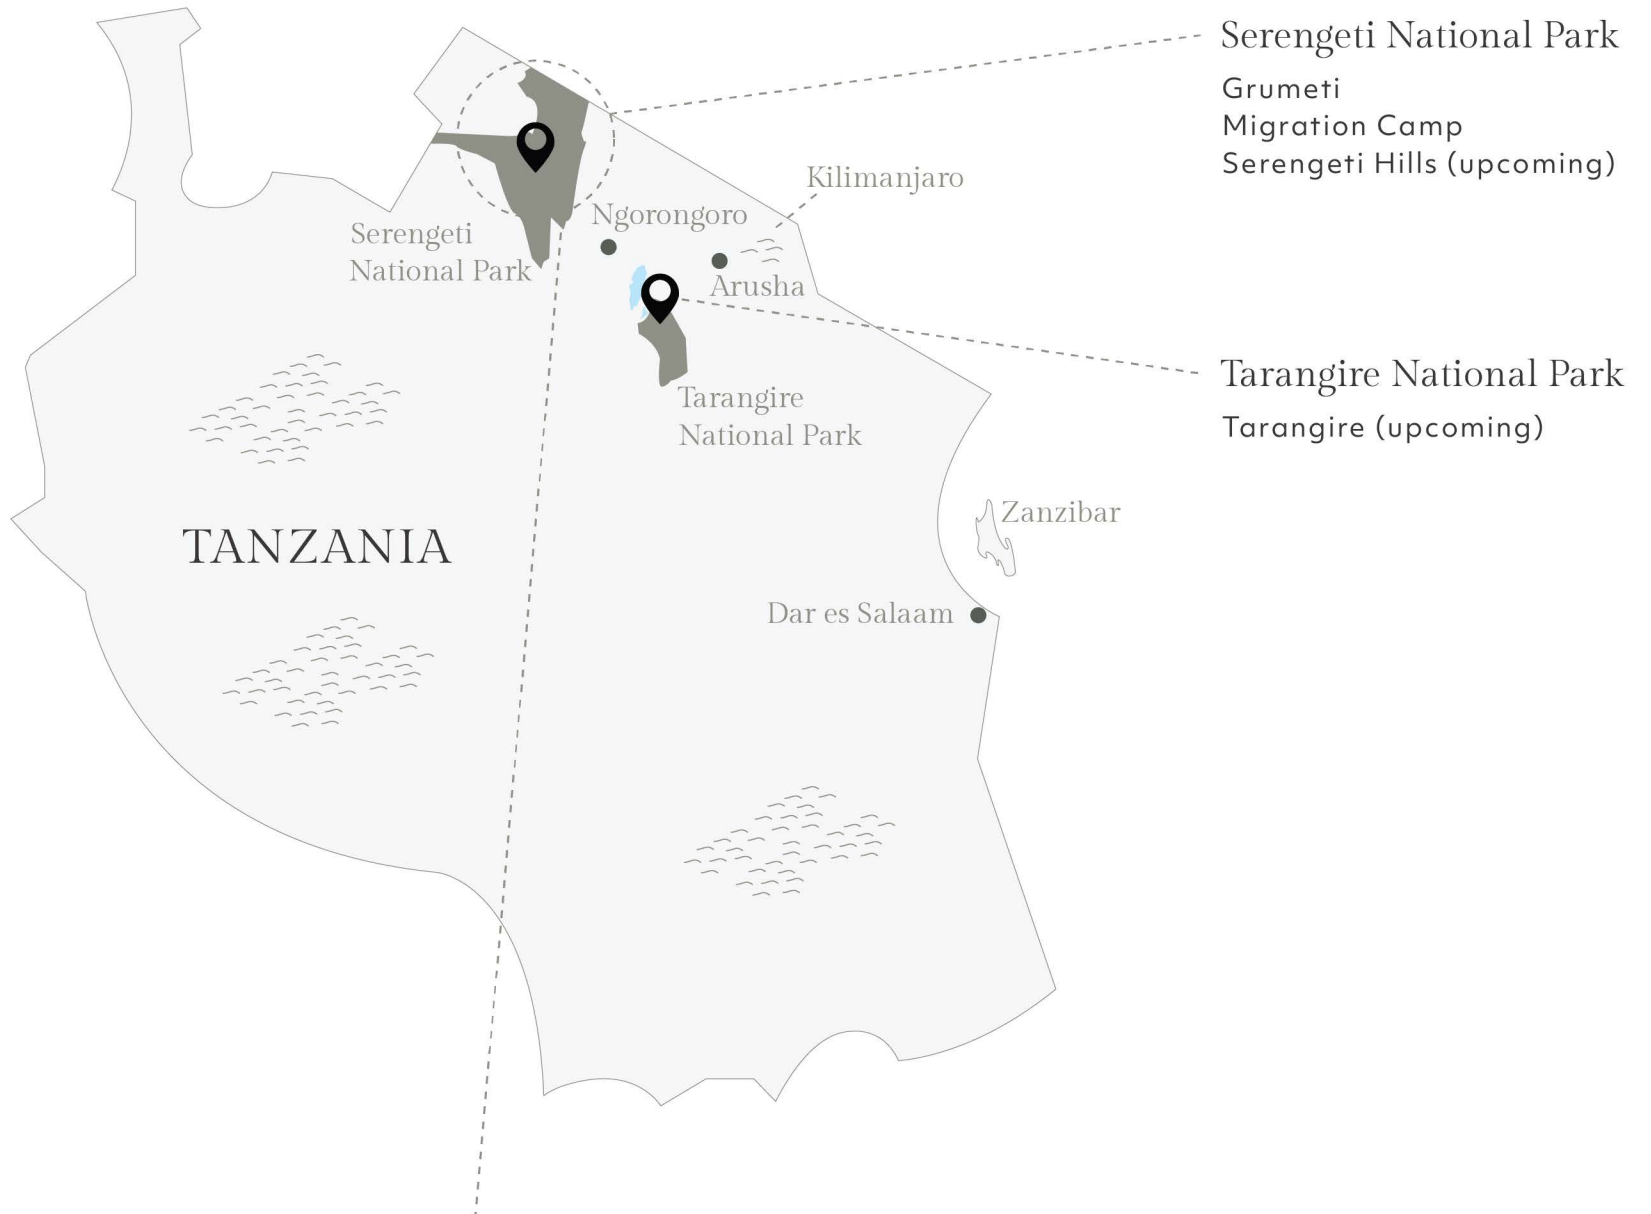 Serengeti National Park
Grumeti
Migration Camp
Serengeti Hills (upcoming)
Kilimanjaro
Ngorongoro
Serengeti
National Park
Arusha
Tarangire National Park
Tarangire (upcoming)
Tarangire
National Park
Zanzibar
TANZANIA
Dar es Salaam